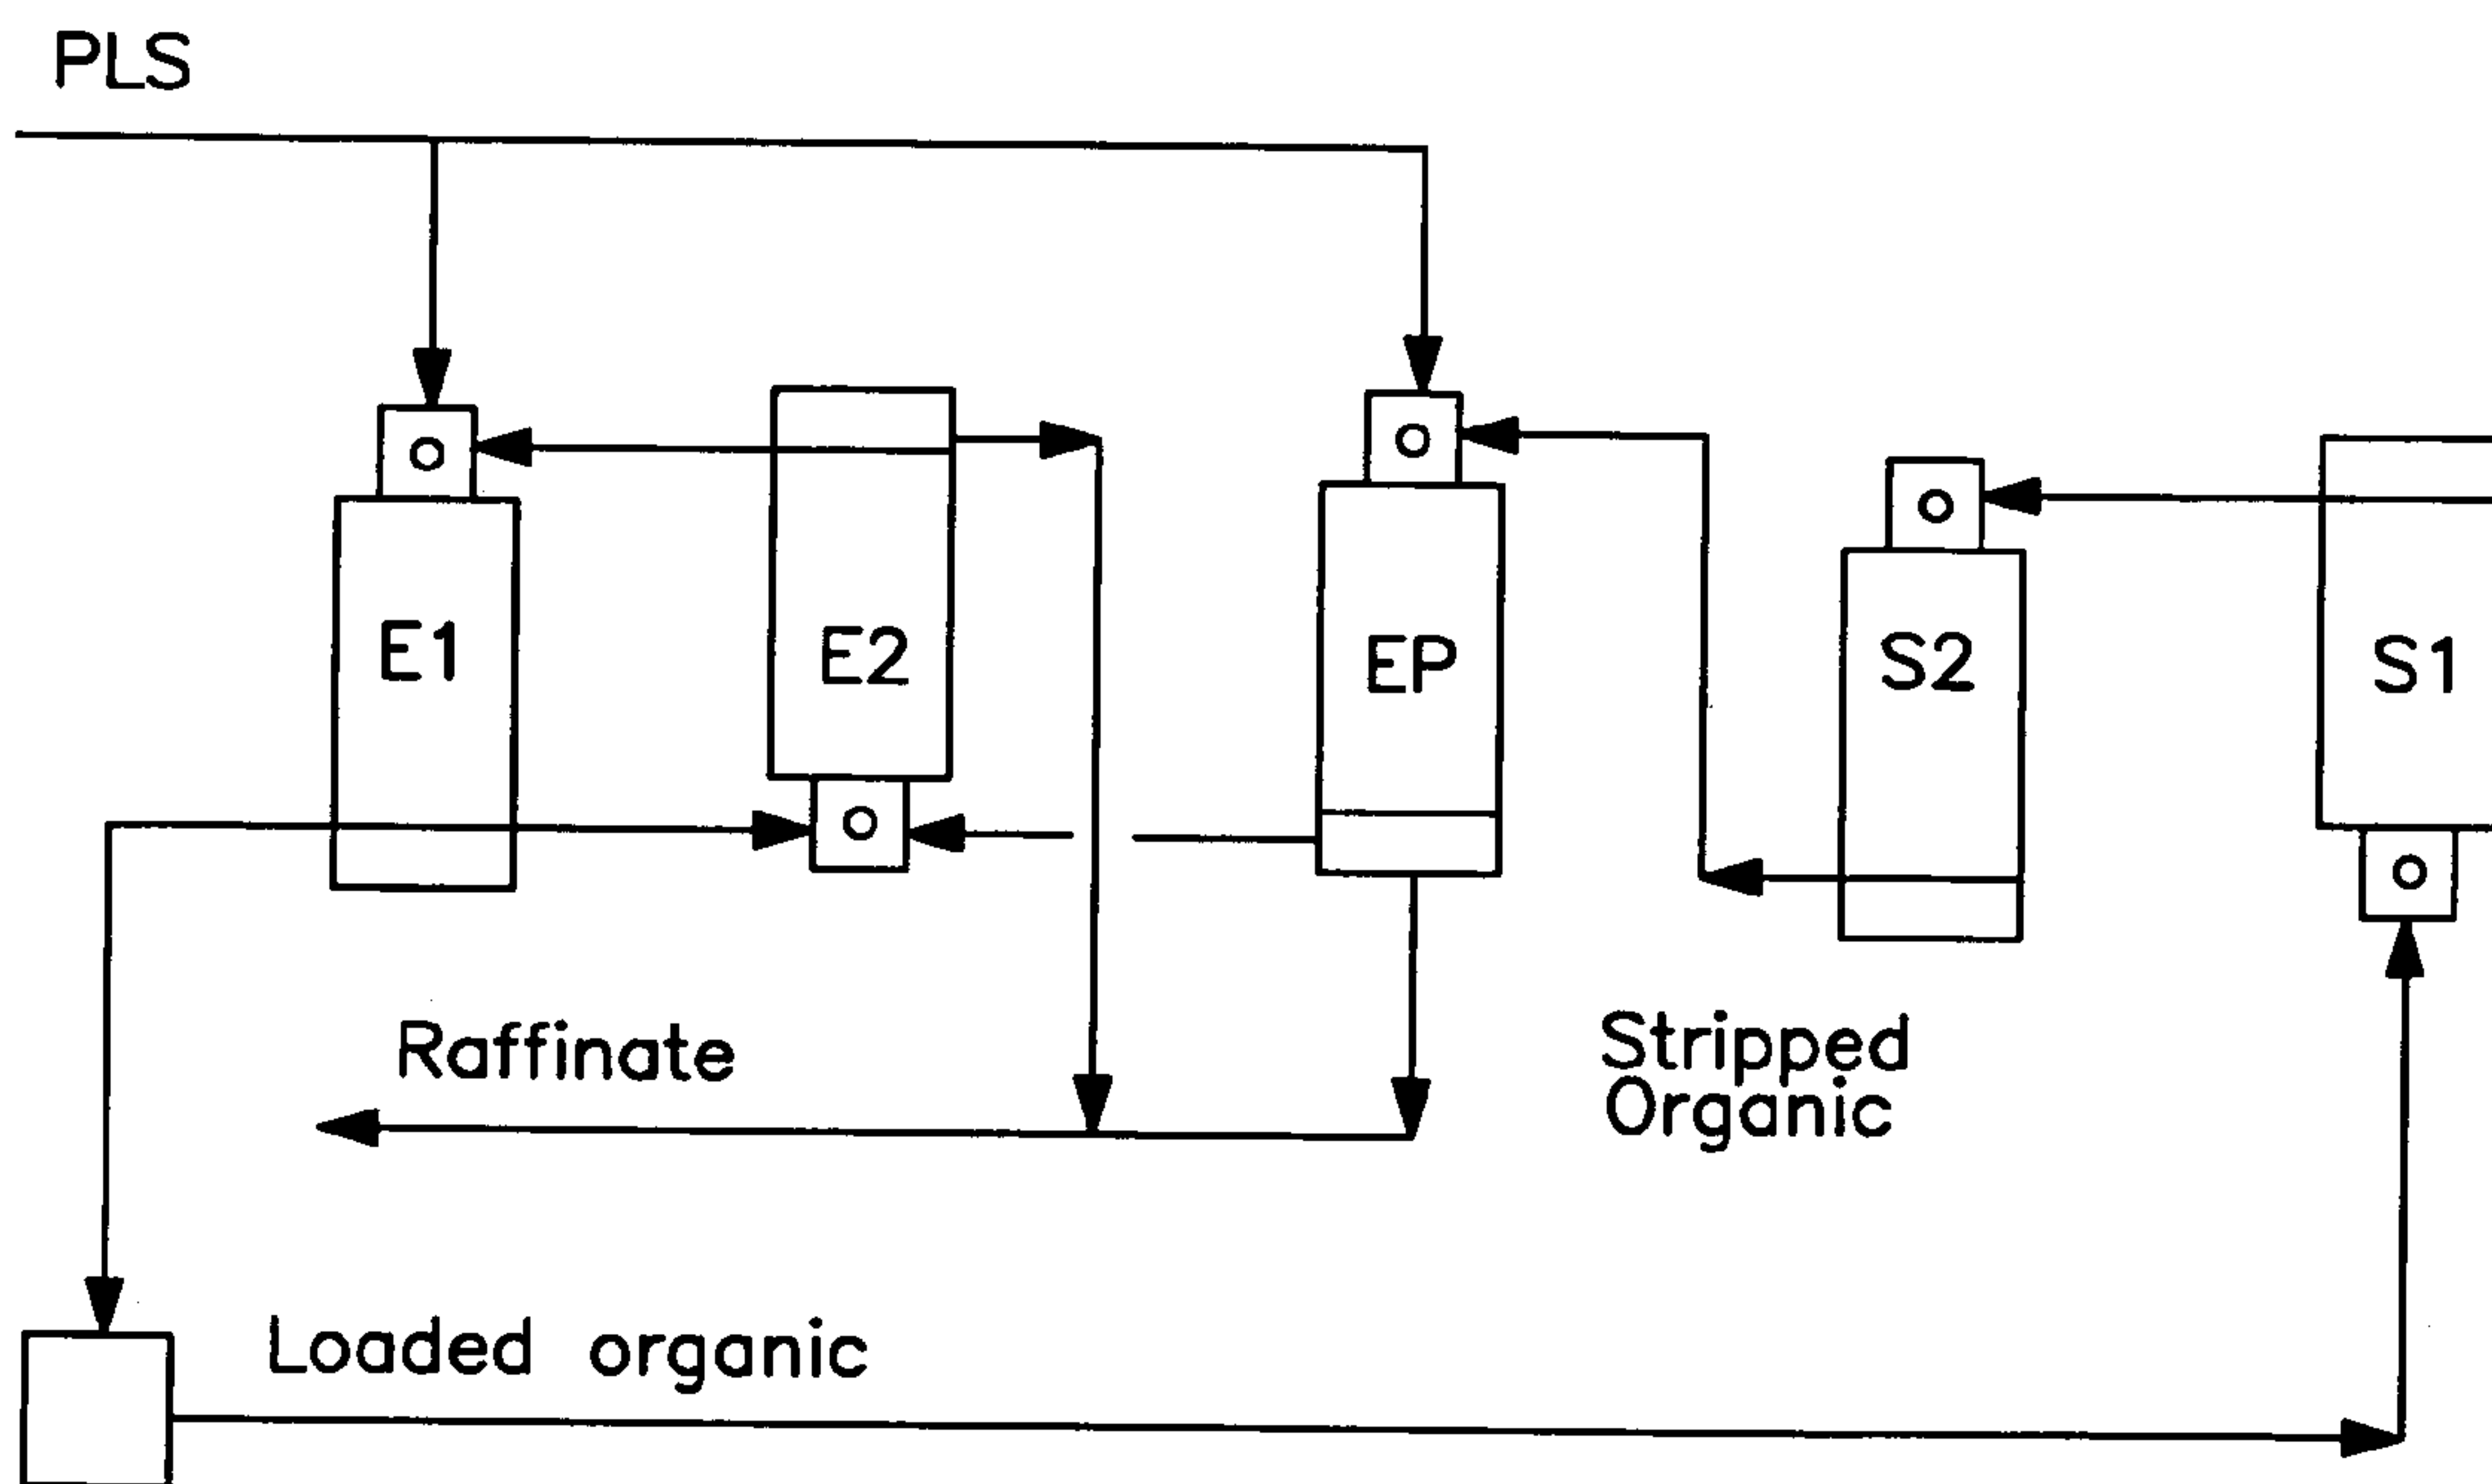 PLS
E1
E2
EP
S2
S1
Raffinate
Stripped
Organic
Loaded organic